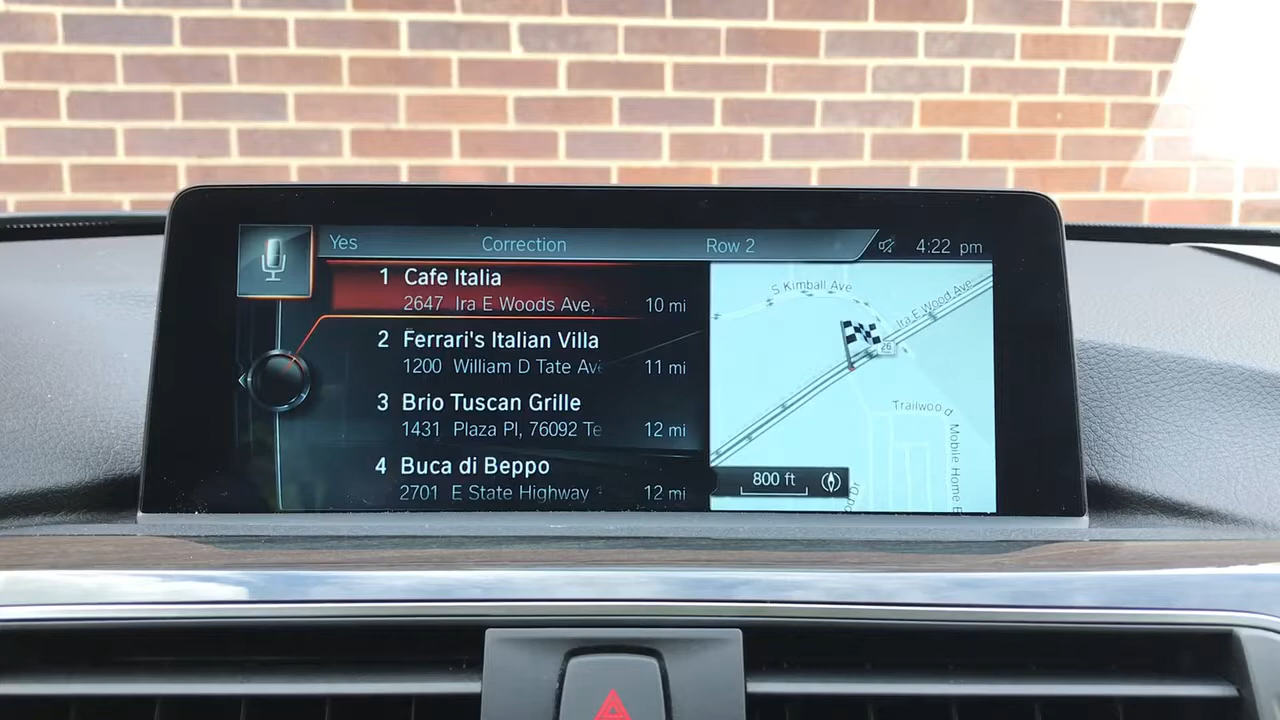 Yes Correction Row 2 4:22 pm
1 Cafe Italia
2647 Ira E Woods Ave, 10 mi
2 Ferrari's Italian Villa
1200 William D Tate Ave 11 mi
3 Brio Tuscan Grille
1431 Plaza Pl, 76092 Te 12 mi
4 Buca di Beppo
2701 E State Highway 12 mi
S Kimball Ave
Ira E Wood Ave
26
Trailwood
Mobile Home
800 ft